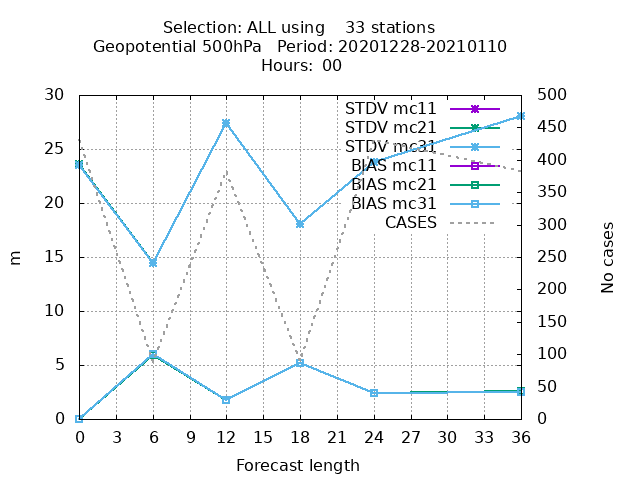 Selection: ALL using    33 stations
Geopotential 500hPa   Period: 20201228-20210110
Hours: 00
30
25
20
15
10
5
0
m
STDV mc11
STDV mc21
STDV mc31
BIAS mc11
BIAS mc21
BIAS mc31
CASES
500
450
400
350
300
250
200
150
100
50
0
No cases
0 3 6 9 12 15 18 21 24 27 30 33 36
Forecast length